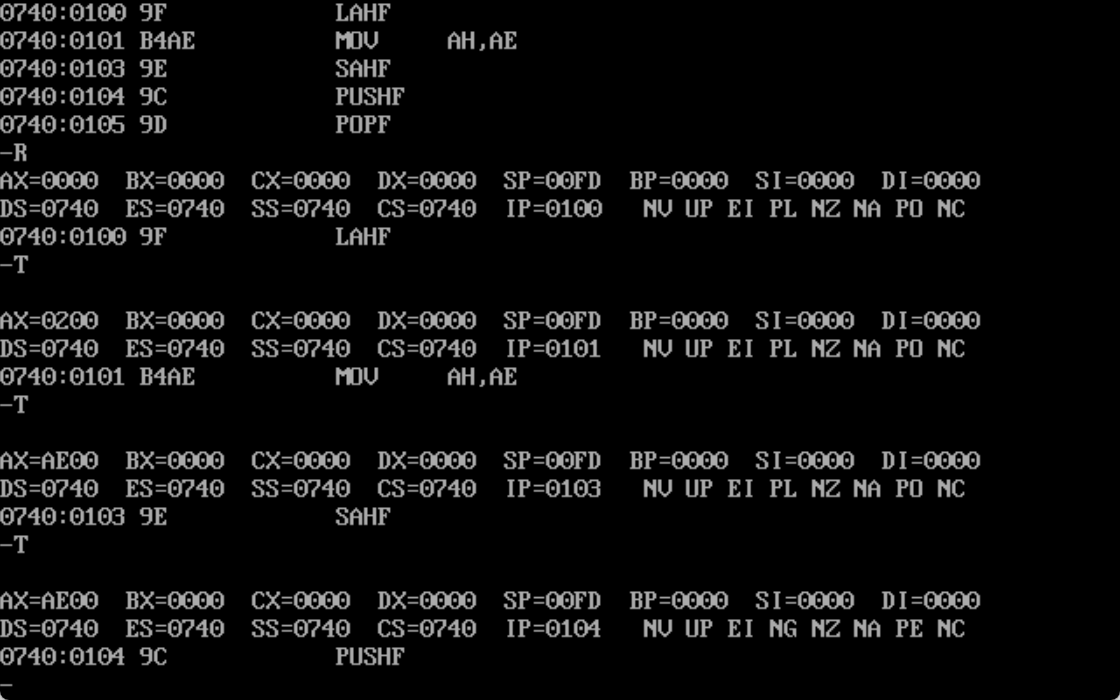 0740:0100 9F            LAHF
0740:0101 B4AE          MOV     AH,AE
0740:0103 9E            SAHF
0740:0104 9C            PUSHF
0740:0105 9D            POPF
-R
AX=0000  BX=0000  CX=0000  DX=0000  SP=00FD  BP=0000  SI=0000  DI=0000
DS=0740  ES=0740  SS=0740  CS=0740  IP=0100   NV UP EI PL NZ NA PO NC
0740:0100 9F            LAHF
-T
AX=0200  BX=0000  CX=0000  DX=0000  SP=00FD  BP=0000  SI=0000  DI=0000
DS=0740  ES=0740  SS=0740  CS=0740  IP=0101   NV UP EI PL NZ NA PO NC
0740:0101 B4AE          MOV     AH,AE
-T
AX=AE00  BX=0000  CX=0000  DX=0000  SP=00FD  BP=0000  SI=0000  DI=0000
DS=0740  ES=0740  SS=0740  CS=0740  IP=0103   NV UP EI PL NZ NA PO NC
0740:0103 9E            SAHF
-T
AX=AE00  BX=0000  CX=0000  DX=0000  SP=00FD  BP=0000  SI=0000  DI=0000
DS=0740  ES=0740  SS=0740  CS=0740  IP=0104   NV UP EI NG NZ NA PE NC
0740:0104 9C            PUSHF
-